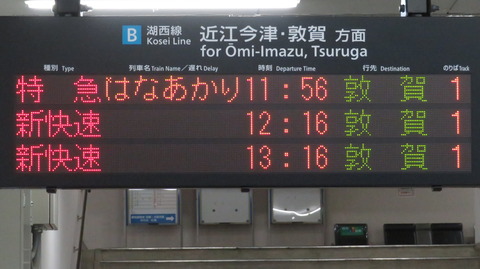 B 湖西線 近江今津・敦賀 方面
Kosei Line for Ōmi-Imazu, Tsuruga
種別 Type 列車名 Train Name/遅れ Delay 時刻 Departure Time 行先 Destination のりば Track
特 急 はなあかり 11:56 敦 賀 1
新快速 12:16 敦 賀 1
新快速 13:16 敦 賀 1